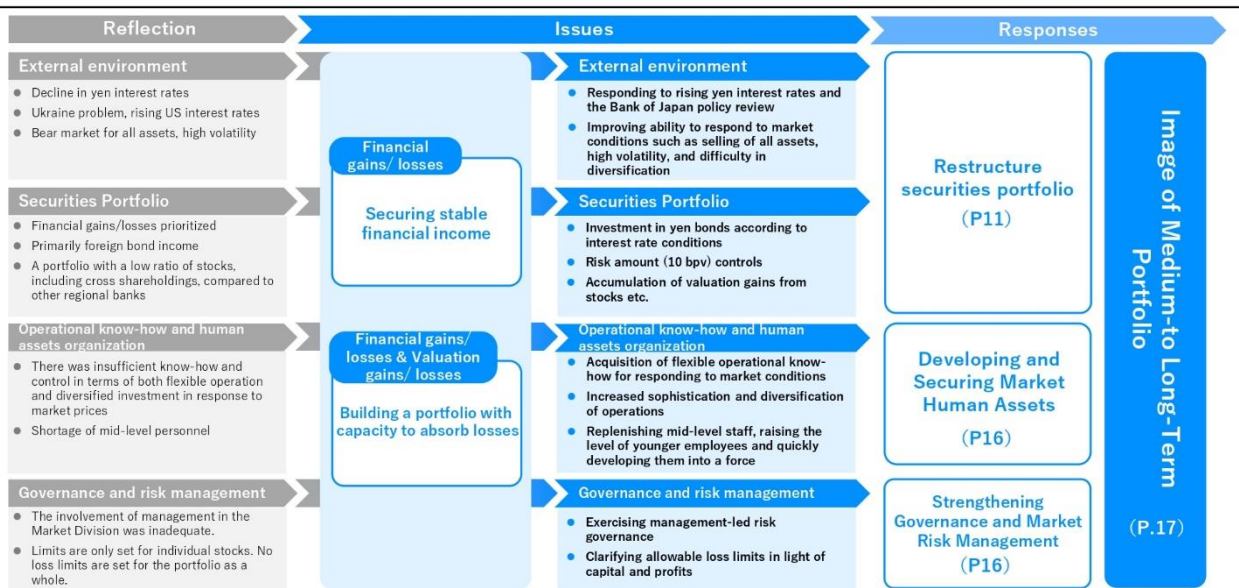 Reflection
Issues
Responses
External environment
● Decline in yen interest rates
● Ukraine problem, rising US interest rates
● Bear market for all assets, high volatility
Securities Portfolio
● Financial gains/losses prioritized
● Primarily foreign bond income
● A portfolio with a low ratio of stocks,
including cross shareholdings, compared to
other regional banks
Operational know-how and human
assets organization
● There was insufficient know-how and
control in terms of both flexible operation
and diversified investment in response to
market prices
● Shortage of mid-level personnel
Governance and risk management
● The involvement of management in the
Market Division was inadequate.
● Limits are only set for individual stocks. No
loss limits are set for the portfolio as a
whole.
Financial
gains/ losses
Securing stable
financial income
Financial gains/
losses & Valuation
gains/ losses
Building a portfolio with
capacity to absorb losses
External environment
● Responding to rising yen interest rates and
the Bank of Japan policy review
● Improving ability to respond to market
conditions such as selling of all assets,
high volatility, and difficulty in
diversification
Securities Portfolio
● Investment in yen bonds according to
interest rate conditions
● Risk amount (10 bpv) controls
● Accumulation of valuation gains from
stocks etc.
Operational know-how and human
assets organization
● Acquisition of flexible operational know-
how for responding to market conditions
● Increased sophistication and diversification
of operations
● Replenishing mid-level staff, raising the
level of younger employees and quickly
developing them into a force
Governance and risk management
● Exercising management-led risk
governance
● Clarifying allowable loss limits in light of
capital and profits
Restructure
securities portfolio
(P11)
Developing and
Securing Market
Human Assets
(P16)
Strengthening
Governance and Market
Risk Management
(P16)
Image of Medium-to Long-Term
Portfolio
(P.17)